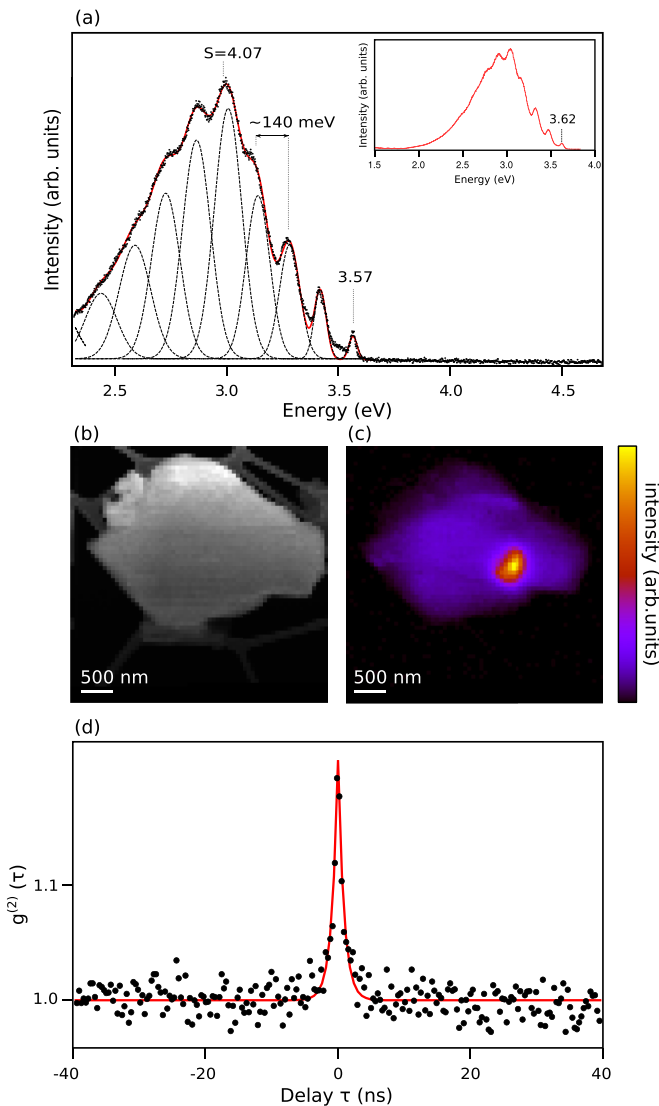 (a)
S=4.07
~140 meV
3.57
Intensity (arb. units)
2.5 3.0 3.5 4.0 4.5
Energy (eV)
3.62
Intensity (arb. units)
1.5 2.0 2.5 3.0 3.5 4.0
Energy (eV)
(b)
500 nm
(c)
500 nm
intensity (arb.units)
(d)
g⁽²⁾ (τ)
1.1
1.0
-40 -20 0 20 40
Delay τ (ns)